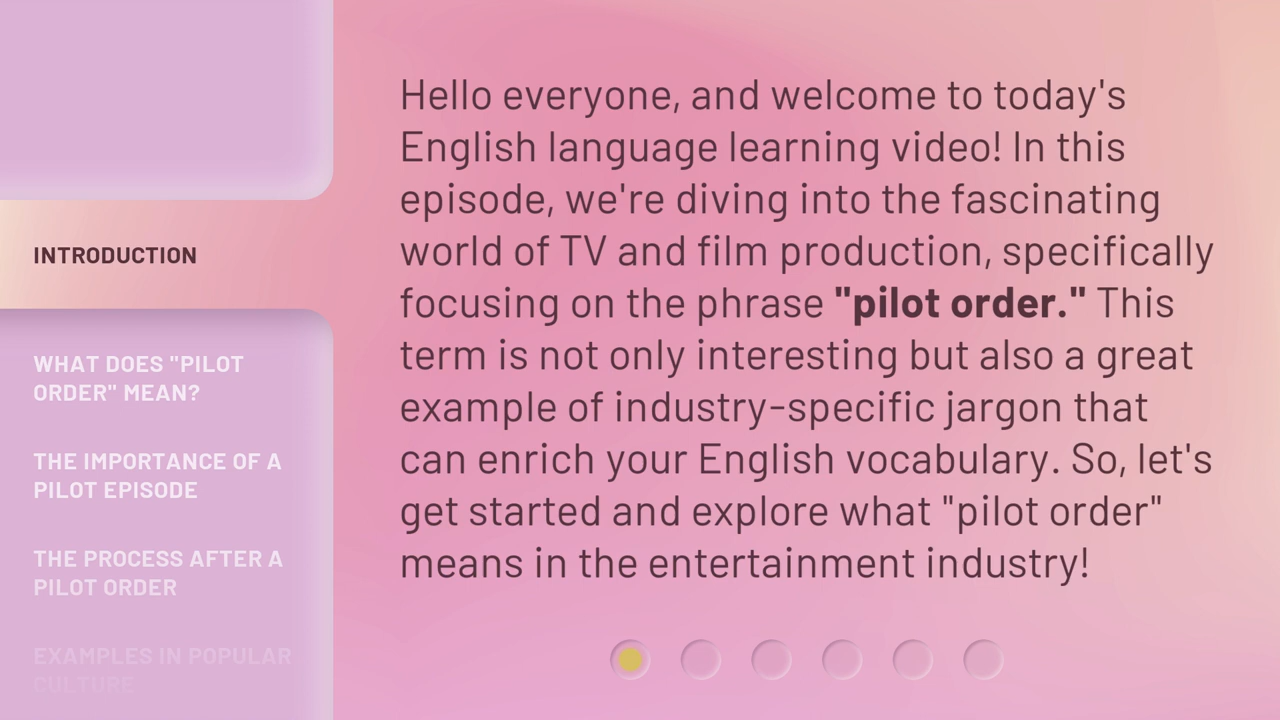 INTRODUCTION
WHAT DOES "PILOT
ORDER" MEAN?
THE IMPORTANCE OF A
PILOT EPISODE
THE PROCESS AFTER A
PILOT ORDER
EXAMPLES IN POPULAR
CULTURE
Hello everyone, and welcome to today's
English language learning video! In this
episode, we're diving into the fascinating
world of TV and film production, specifically
focusing on the phrase "pilot order." This
term is not only interesting but also a great
example of industry-specific jargon that
can enrich your English vocabulary. So, let's
get started and explore what "pilot order"
means in the entertainment industry!